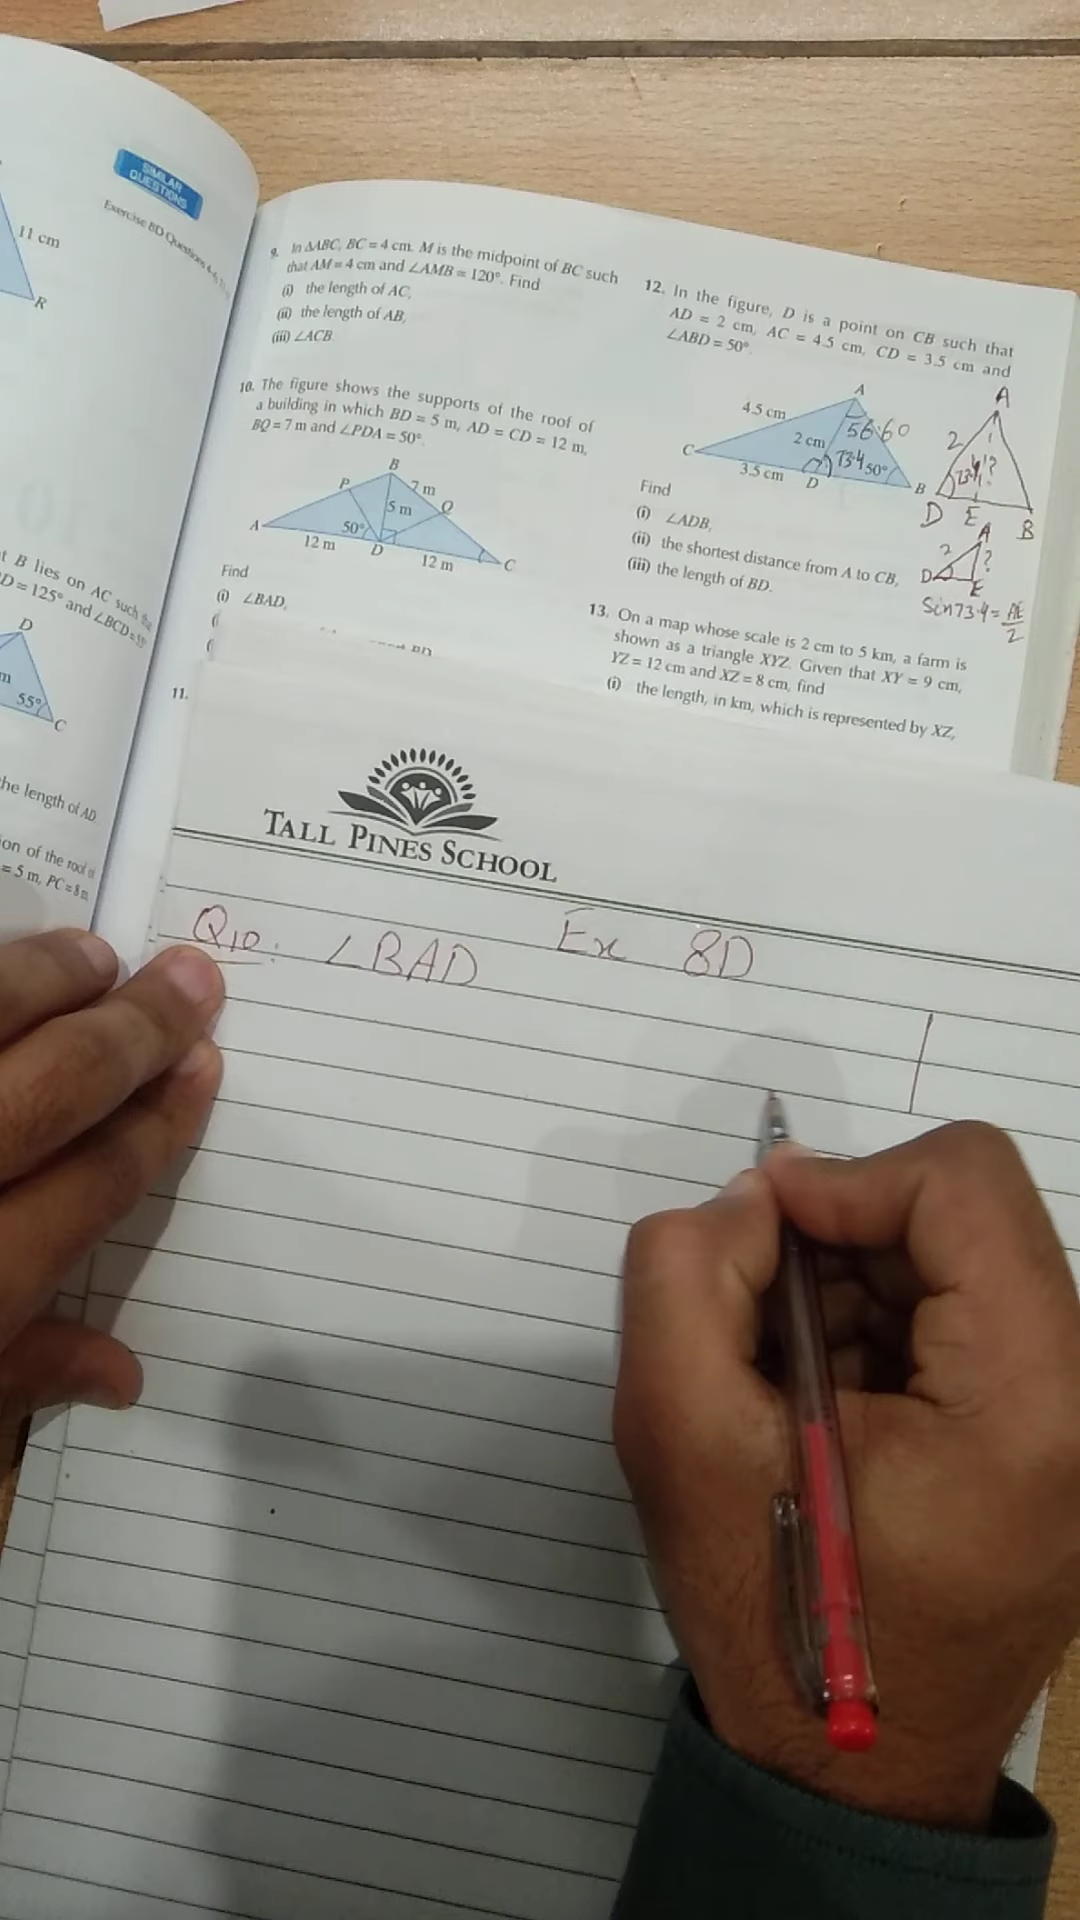 SIMILAR
QUESTIONS
Exercise 8D Questions
11 cm
R
B lies on AC such
D = 125° and ∠BCD =
D
55°
C
the length of AD
ion of the roof of
= 5 m, PC = 8 m
9. In ΔABC, BC = 4 cm. M is the midpoint of BC such
that AM = 4 cm and ∠AMB = 120°. Find
(i) the length of AC,
(ii) the length of AB,
(iii) ∠ACB.
10. The figure shows the supports of the roof of
a building in which BD = 5 m, AD = CD = 12 m,
BQ = 7 m and ∠PDA = 50°.
B
P
7 m
Q
5 m
A
50°
12 m
D
12 m
C
Find
(i) ∠BAD,
11.
12. In the figure, D is a point on CB such that
AD = 2 cm, AC = 4.5 cm, CD = 3.5 cm and
∠ABD = 50°.
A
4.5 cm
56.60
2 cm
C
73.4
50°
3.5 cm
D
B
A
2
?
73.4
D E B
A
2
?
D
E
Sin73.4 = AE
2
Find
(i) ∠ADB,
(ii) the shortest distance from A to CB,
(iii) the length of BD.
13. On a map whose scale is 2 cm to 5 km, a farm is
shown as a triangle XYZ. Given that XY = 9 cm,
YZ = 12 cm and XZ = 8 cm, find
(i) the length, in km, which is represented by XZ,
TALL PINES SCHOOL
Ex 8D
Q10: ∠BAD